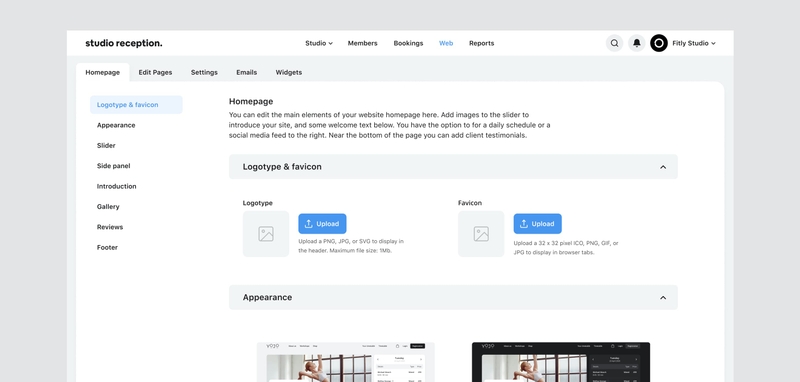 studio reception.
Studio
Members
Bookings
Web
Reports
Fitly Studio
Homepage
Edit Pages
Settings
Emails
Widgets
Logotype & favicon
Appearance
Slider
Side panel
Introduction
Gallery
Reviews
Footer
Homepage
You can edit the main elements of your website homepage here. Add images to the slider to
introduce your site, and some welcome text below. You have the option to for a daily schedule or a
social media feed to the right. Near the bottom of the page you can add client testimonials.
Logotype & favicon
Logotype
Upload
Upload a PNG, JPG, or SVG to display in
the header. Maximum file size: 1Mb.
Favicon
Upload
Upload a 32 x 32 pixel ICO, PNG, GIF, or
JPG to display in browser tabs.
Appearance